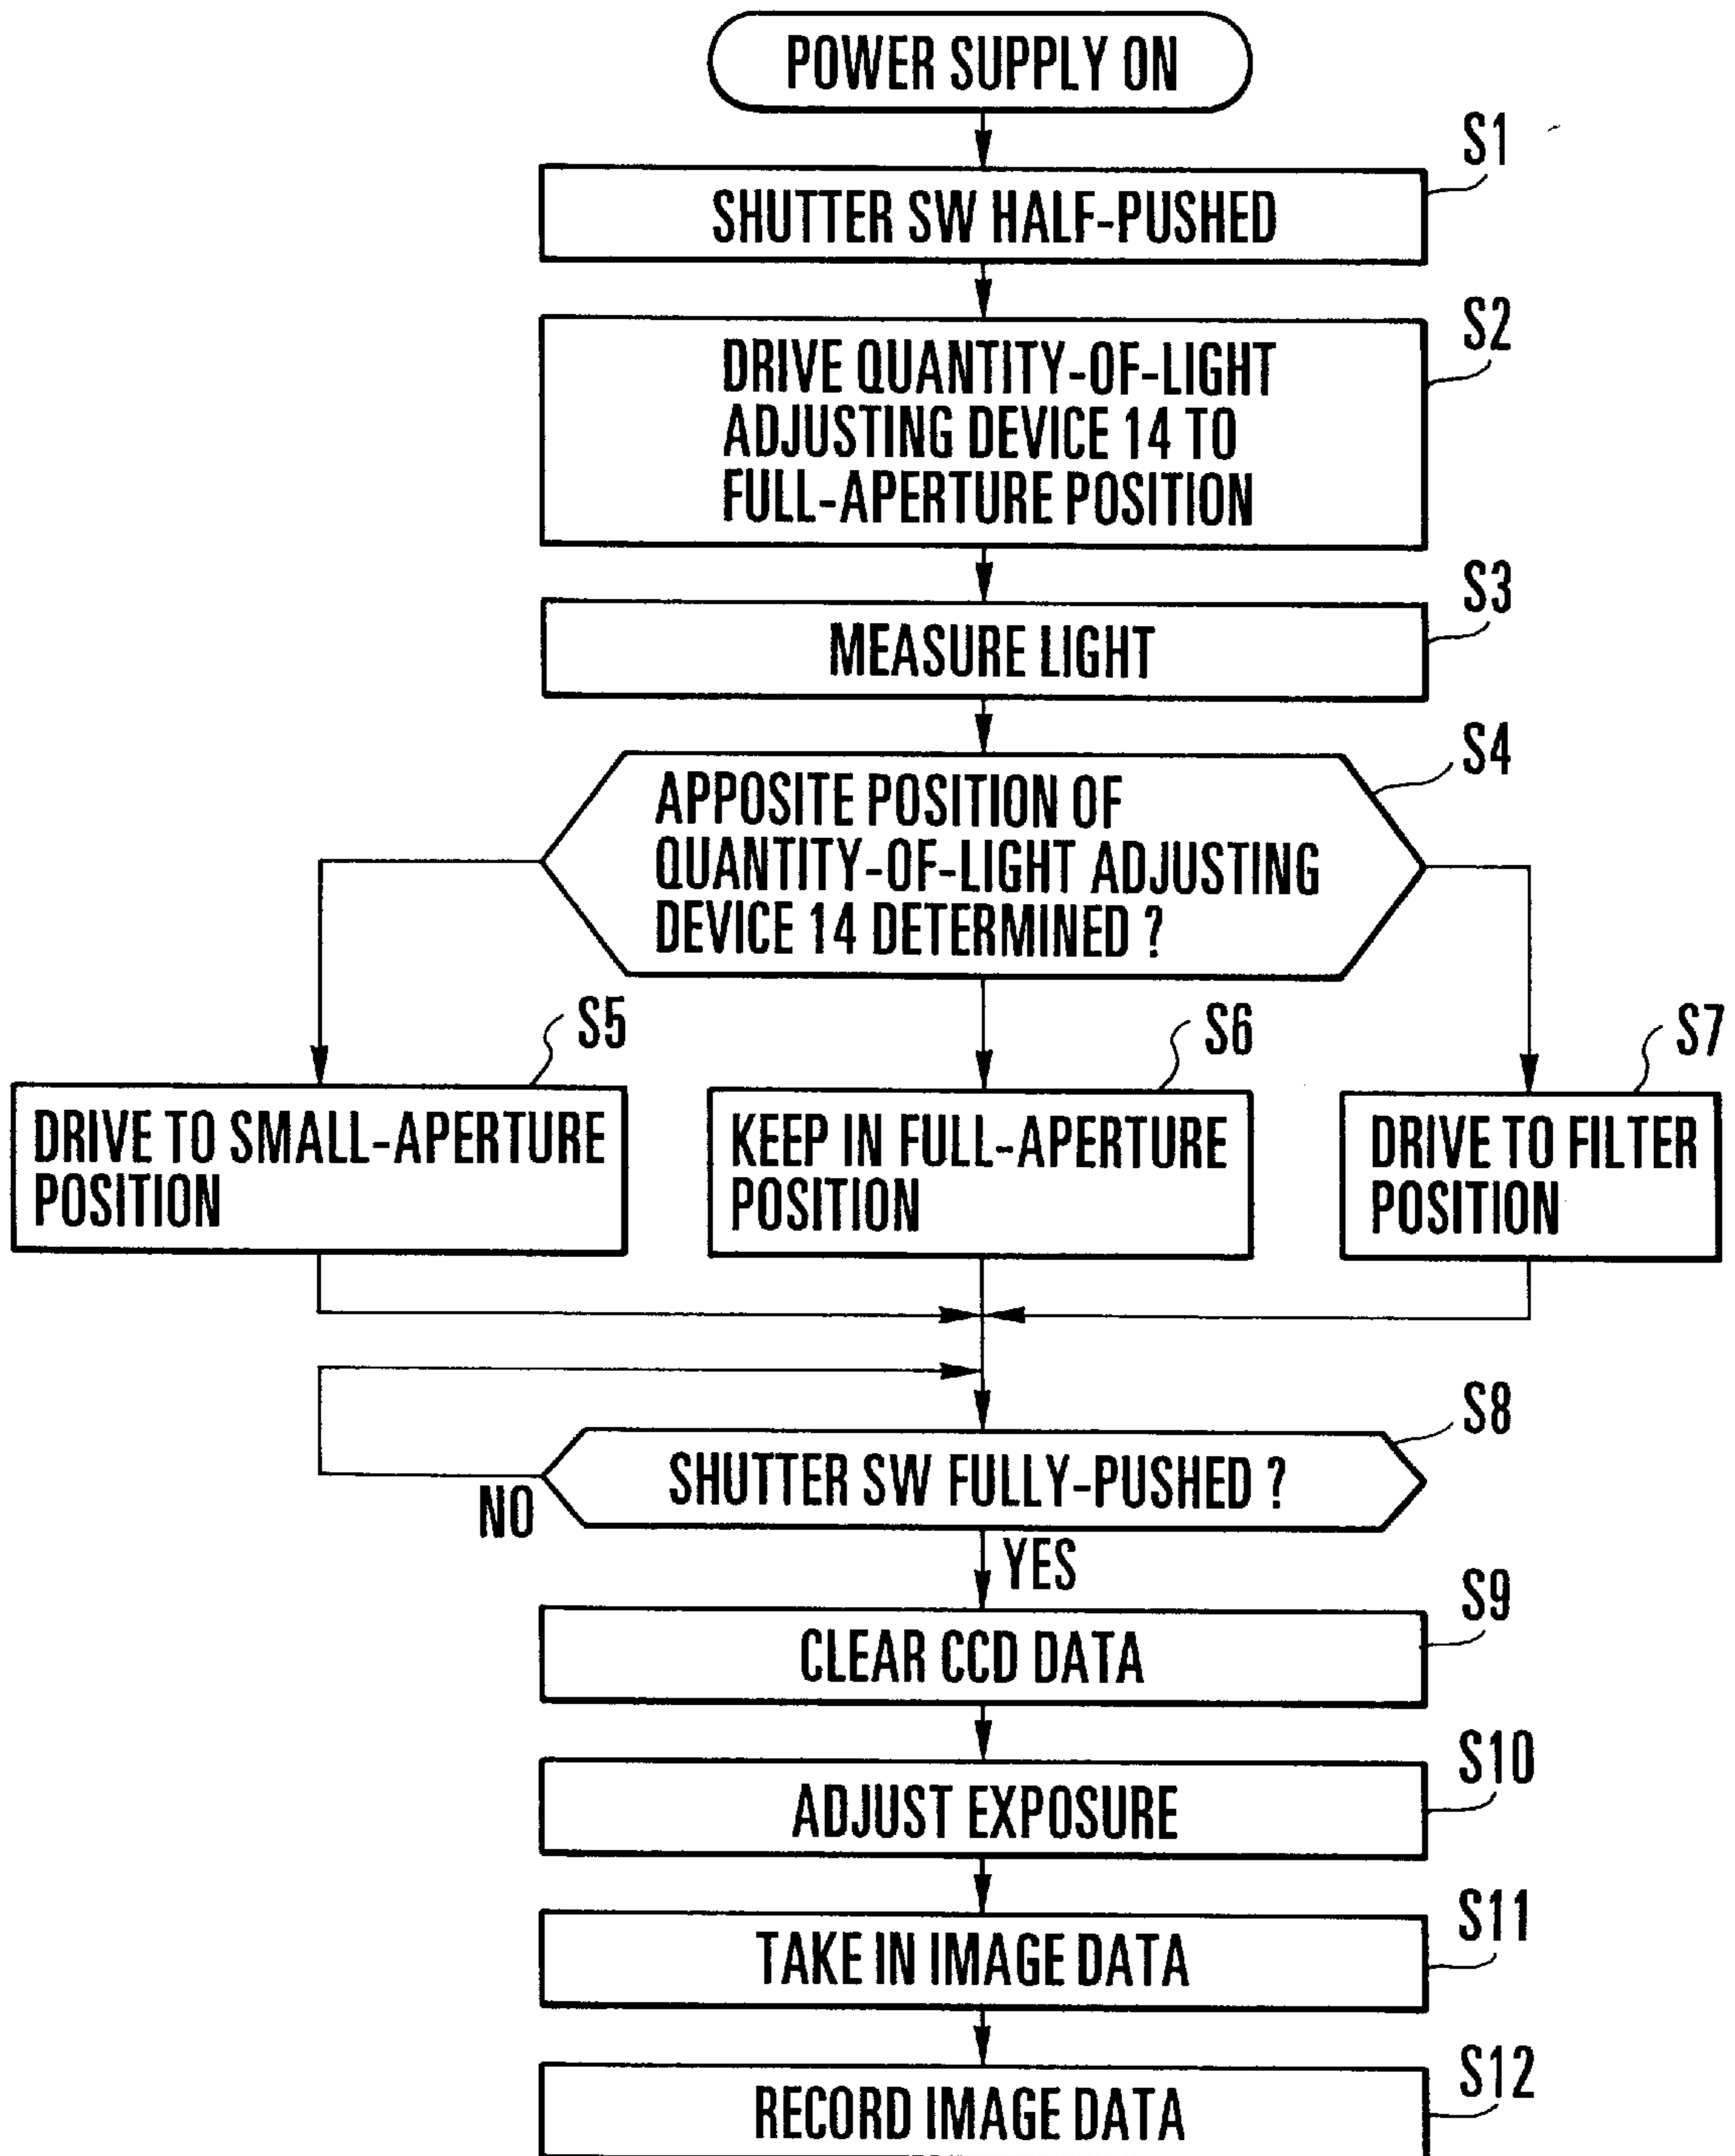 POWER SUPPLY ON
S1
SHUTTER SW HALF-PUSHED
S2
DRIVE QUANTITY-OF-LIGHT
ADJUSTING DEVICE 14 TO
FULL-APERTURE POSITION
S3
MEASURE LIGHT
S4
APPOSITE POSITION OF
QUANTITY-OF-LIGHT ADJUSTING
DEVICE 14 DETERMINED ?
S5
DRIVE TO SMALL-APERTURE
POSITION
S6
KEEP IN FULL-APERTURE
POSITION
S7
DRIVE TO FILTER
POSITION
S8
SHUTTER SW FULLY-PUSHED ?
NO
YES
S9
CLEAR CCD DATA
S10
ADJUST EXPOSURE
S11
TAKE IN IMAGE DATA
S12
RECORD IMAGE DATA